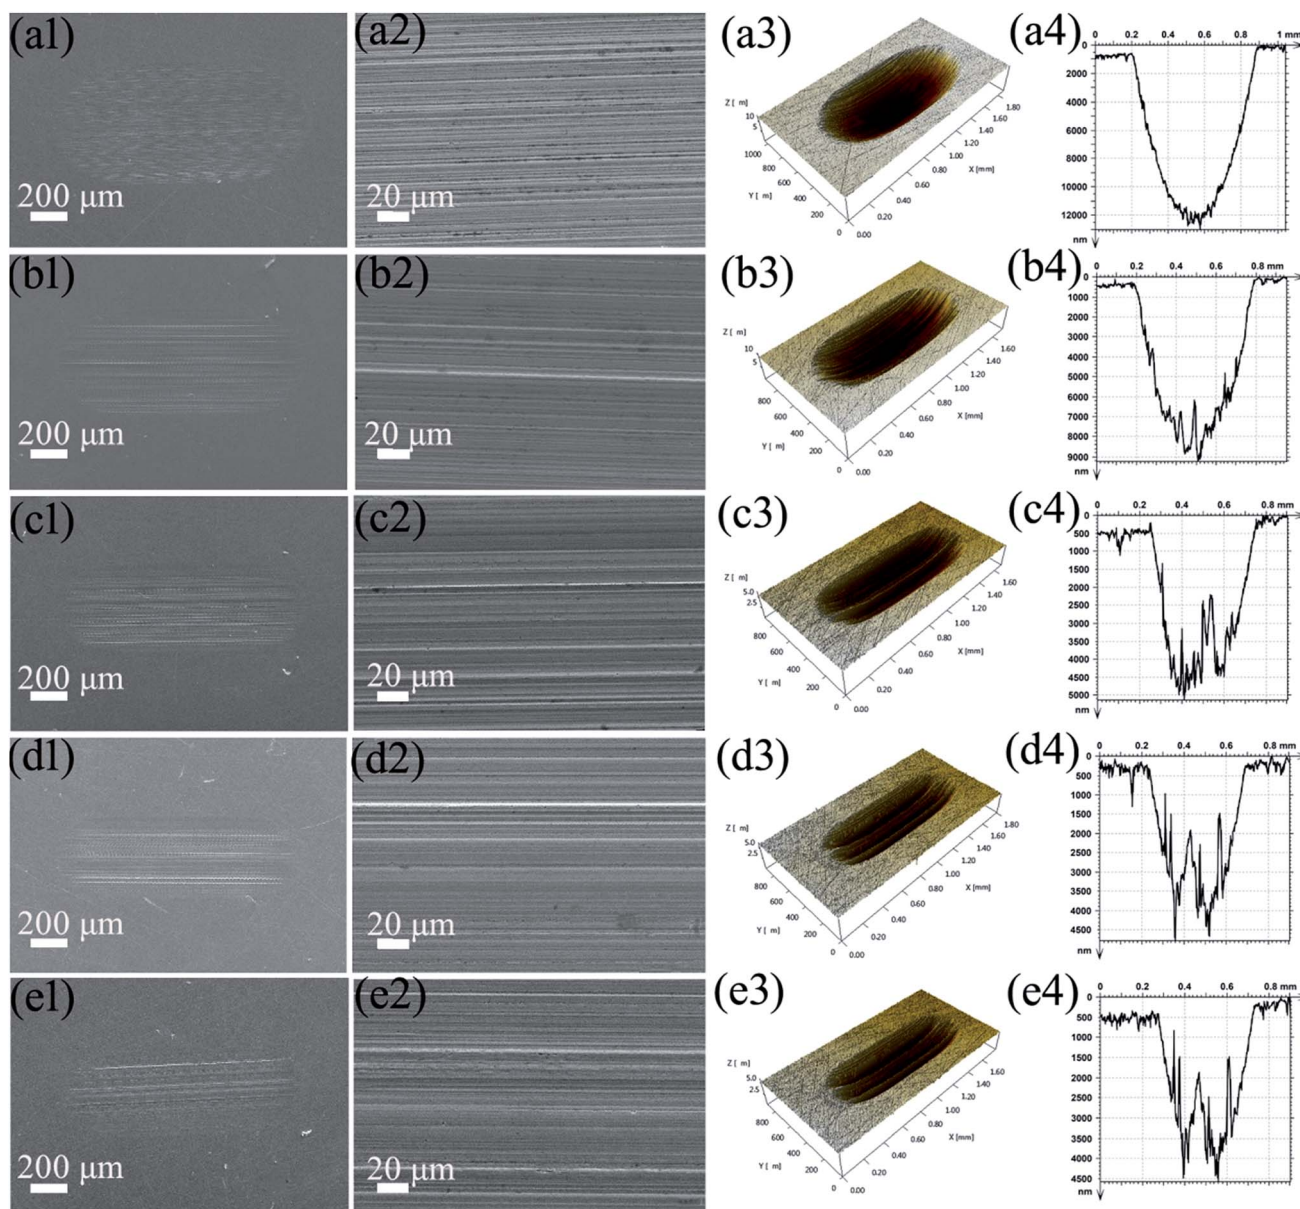 (a1)
200 μm
(a2)
20 μm
(a3)
Z [ m]
10
5
1000
800
600
400
200
0
Y [ m]
0.00
0.20
0.40
0.60
0.80
1.00
1.20
1.40
1.60
1.80
X [mm]
(a4)
0 0.2 0.4 0.6 0.8 1 mm
0
2000
4000
6000
8000
10000
12000
nm
(b1)
200 μm
(b2)
20 μm
(b3)
Z [ m]
10
5
800
600
400
200
0
Y [ m]
0.00
0.20
0.40
0.60
0.80
1.00
1.20
1.40
1.60
X [mm]
(b4)
0 0.2 0.4 0.6 0.8 mm
0
1000
2000
3000
4000
5000
6000
7000
8000
9000
nm
(c1)
200 μm
(c2)
20 μm
(c3)
Z [ m]
5.0
2.5
800
600
400
200
0
Y [ m]
0.00
0.20
0.40
0.60
0.80
1.00
1.20
1.40
1.60
X [mm]
(c4)
0 0.2 0.4 0.6 0.8 mm
0
500
1000
1500
2000
2500
3000
3500
4000
4500
5000
nm
(d1)
200 μm
(d2)
20 μm
(d3)
Z [ m]
5.0
2.5
800
600
400
200
0
Y [ m]
0.00
0.20
0.40
0.60
0.80
1.00
1.20
1.40
1.60
1.80
X [mm]
(d4)
0 0.2 0.4 0.6 0.8 mm
0
500
1000
1500
2000
2500
3000
3500
4000
4500
nm
(e1)
200 μm
(e2)
20 μm
(e3)
Z [ m]
5.0
2.5
800
600
400
200
0
Y [ m]
0.00
0.20
0.40
0.60
0.80
1.00
1.20
1.40
1.60
X [mm]
(e4)
0 0.2 0.4 0.6 0.8 mm
0
500
1000
1500
2000
2500
3000
3500
4000
4500
nm